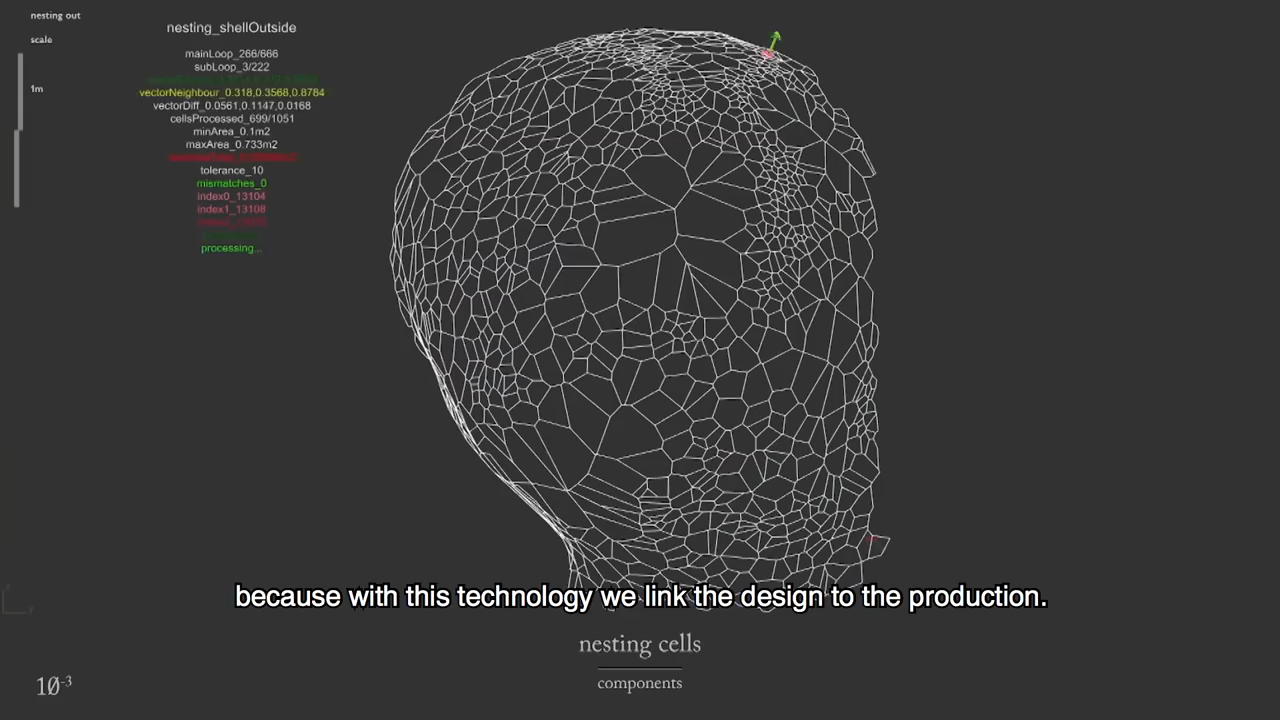 nesting out
scale
1m
nesting_shellOutside
mainLoop_266/666
subLoop_3/222
vectorNeighbour_0.318,0.3568,0.8784
vectorDiff_0.0561,0.1147,0.0168
cellsProcessed_699/1051
minArea_0.1m2
maxArea_0.733m2
tolerance_10
mismatches_0
index0_13104
index1_13108
processing...
because with this technology we link the design to the production.
nesting cells
components
10-3